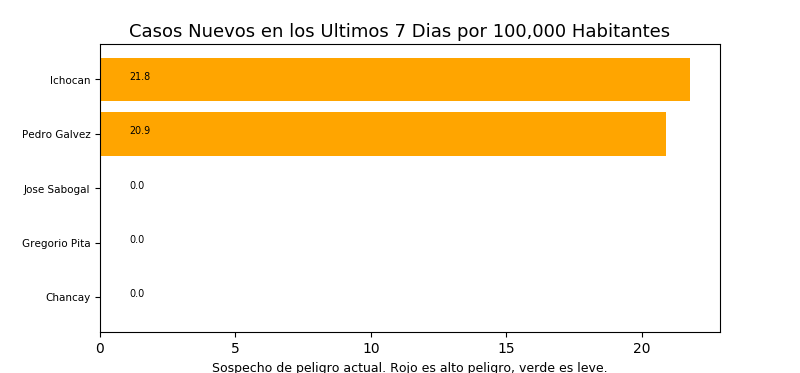 Casos Nuevos en los Ultimos 7 Dias por 100,000 Habitantes
Ichocan 21.8
Pedro Galvez 20.9
Jose Sabogal 0.0
Gregorio Pita 0.0
Chancay 0.0
0 5 10 15 20
Sospecho de peligro actual. Rojo es alto peligro, verde es leve.